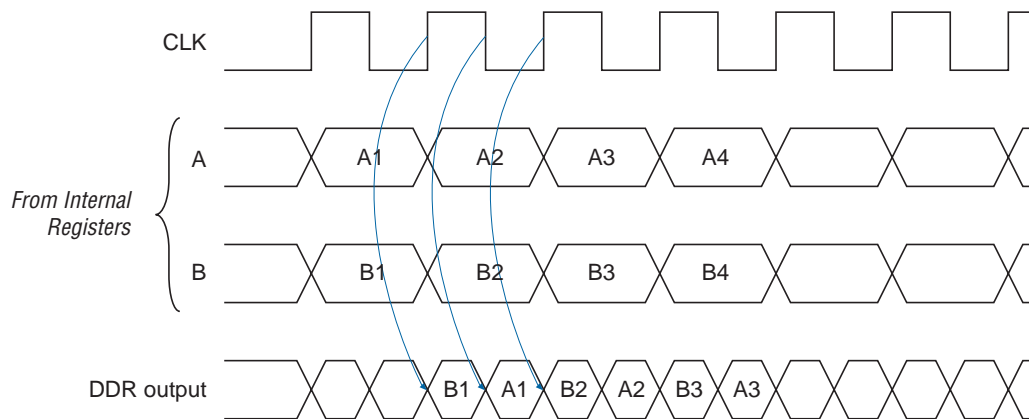 CLK
A
A1 A2 A3 A4
From Internal
Registers
B
B1 B2 B3 B4
DDR output
B1 A1 B2 A2 B3 A3